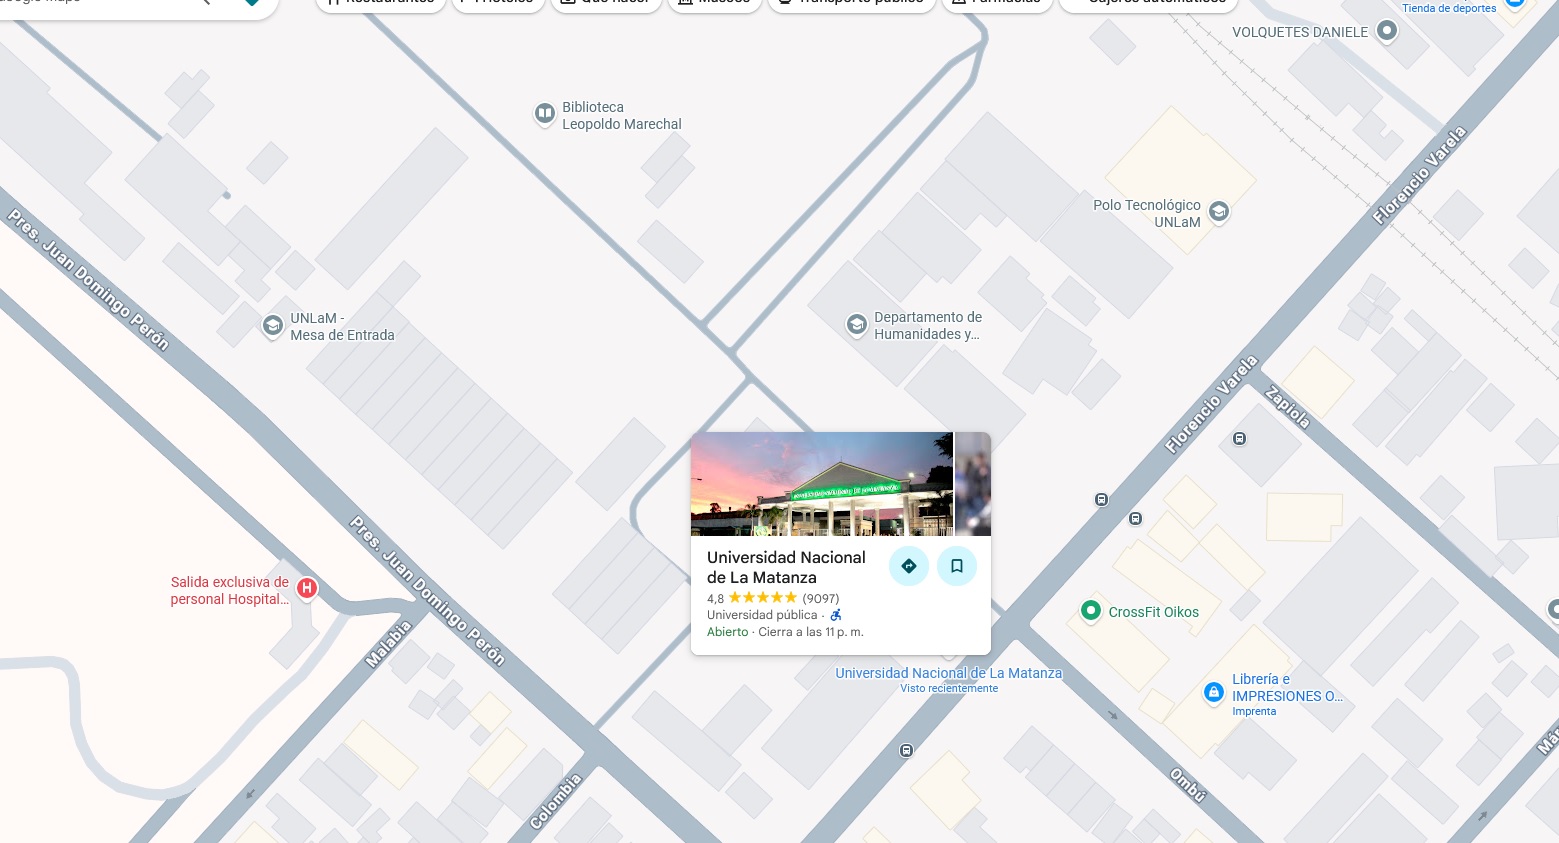 Google Maps
Restaurantes
Hoteles
Qué hacer
Museos
Transporte público
Farmacias
Cajeros automáticos
Tienda de deportes
VOLQUETES DANIELE
Biblioteca
Leopoldo Marechal
Florencio Varela
Polo Tecnológico
UNLaM
Pres. Juan Domingo Perón
UNLaM -
Mesa de Entrada
Departamento de
Humanidades y...
Florencio Varela
Zapiola
Universidad Nacional
de La Matanza
4,8 ★★★★★ (9097)
Universidad pública ·
Abierto · Cierra a las 11 p. m.
Pres. Juan Domingo Perón
Salida exclusiva de
personal Hospital...
H
Malabia
CrossFit Oikos
Universidad Nacional de La Matanza
Visto recientemente
Librería e
IMPRESIONES O...
Imprenta
Colombia
Ombú